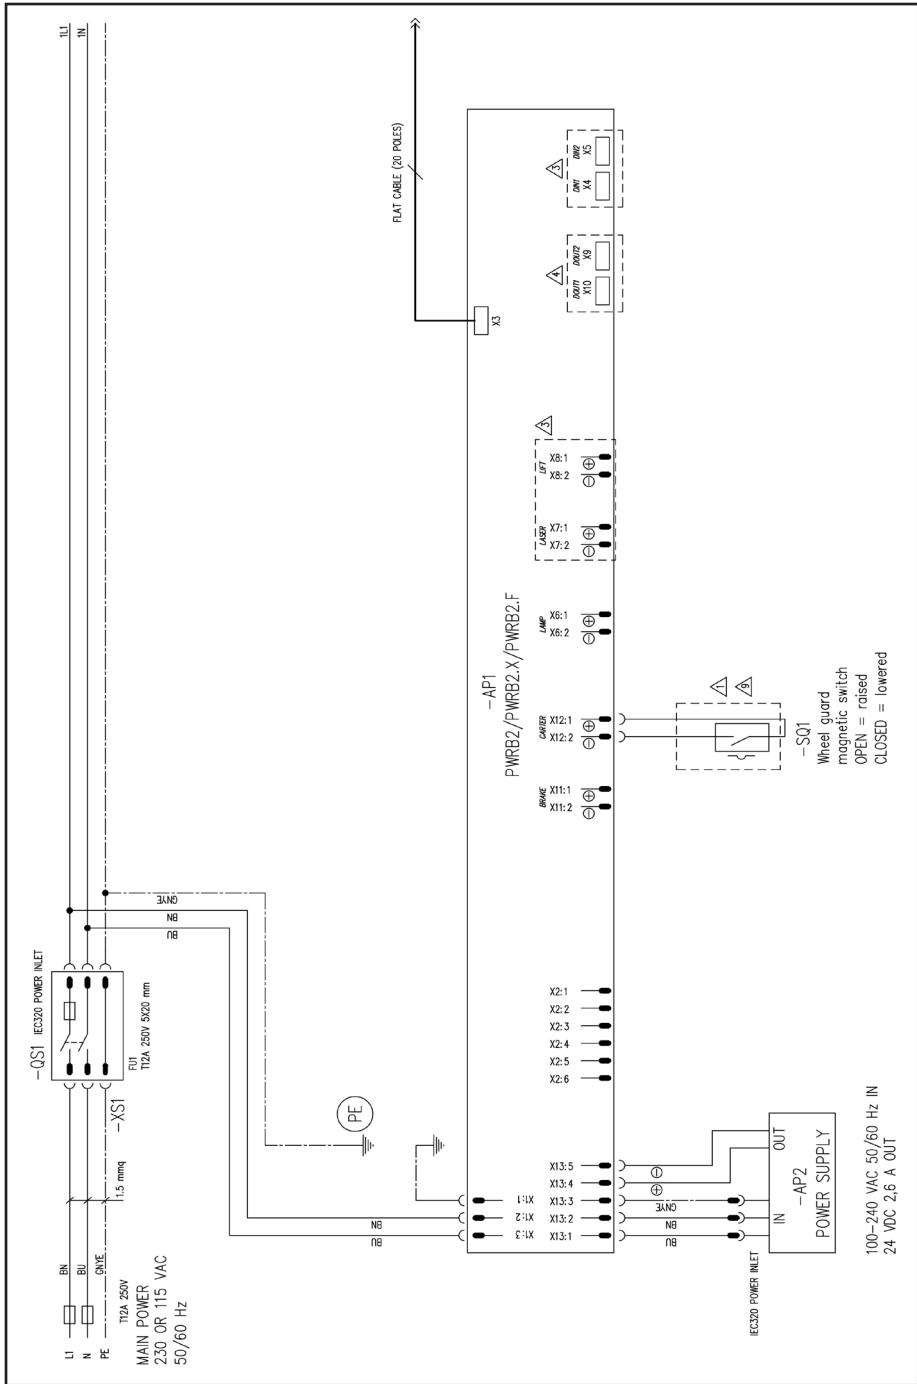 1L1
1N
FLAT CABLE (20 POLES)
X3
DIN2
X5
DIN1
X4
3
DOUT2
X9
DOUT1
X10
4
3
LIFT
X8:1
X8:2
LASER
X7:1
X7:2
LAMP
X6:1
X6:2
-AP1
PWRB2/PWRB2.X/PWRB2.F
CARTER
X12:1
X12:2
BRAKE
X11:1
X11:2
1
9
-SQ1
Wheel guard
magnetic switch
OPEN = raised
CLOSED = lowered
GNYE
BN
BU
-QS1
IEC320 POWER INLET
FU1
T12A 250V 5X20 mm
-XS1
1.5 mmq
PE
X2:1
X2:2
X2:3
X2:4
X2:5
X2:6
BN
BU
X1:1
X1:2
X1:3
X13:5
X13:4
X13:3
X13:2
X13:1
GNYE
BN
BU
IEC320 POWER INLET
OUT
IN
-AP2
POWER SUPPLY
100-240 VAC 50/60 Hz IN
24 VDC 2,6 A OUT
BN
BU
GNYE
L1
N
PE
T12A 250V
MAIN POWER
230 OR 115 VAC
50/60 Hz